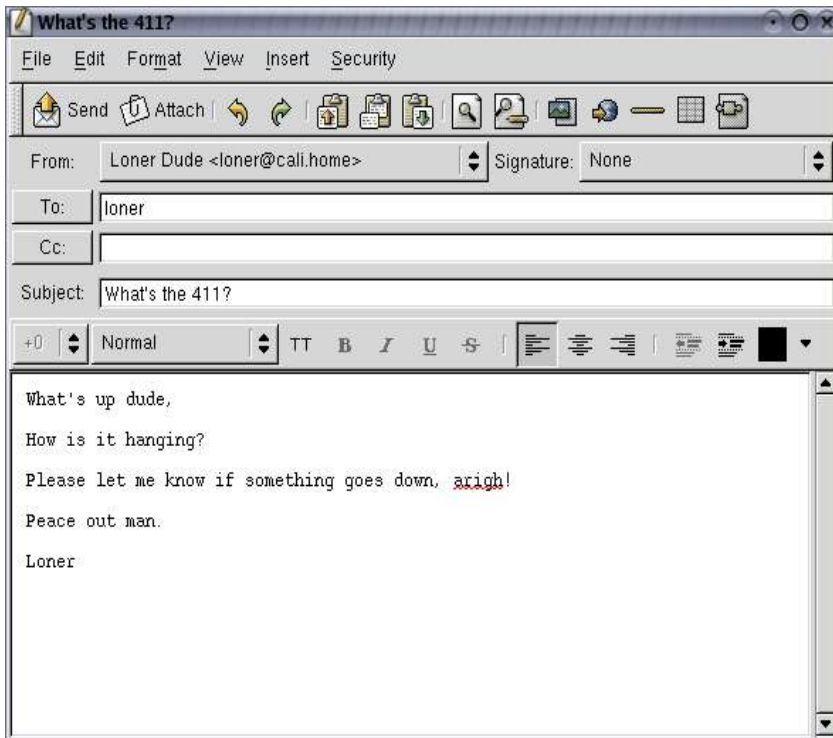 What's the 411?
File Edit Format View Insert Security
Send Attach
From: Loner Dude <loner@cali.home> Signature: None
To: loner
Cc:
Subject: What's the 411?
+0 Normal TT B I U S
What's up dude,
How is it hanging?
Please let me know if something goes down, arigh!
Peace out man.
Loner